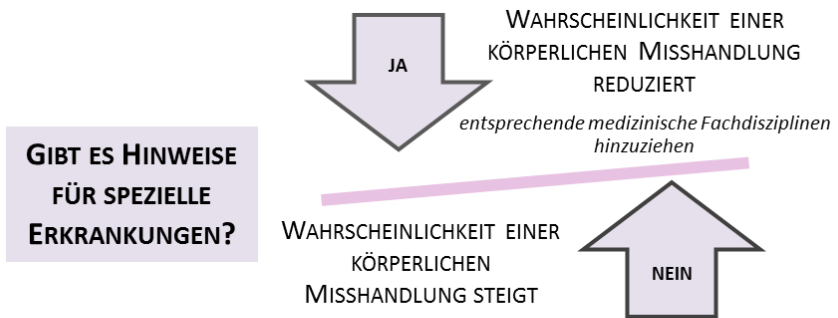 GIBT ES HINWEISE
FÜR SPEZIELLE
ERKRANKUNGEN?
JA
WAHRSCHEINLICHKEIT EINER
KÖRPERLICHEN MISSHANDLUNG
REDUZIERT
entsprechende medizinische Fachdisziplinen
hinzuziehen
WAHRSCHEINLICHKEIT EINER
KÖRPERLICHEN
MISSHANDLUNG STEIGT
NEIN